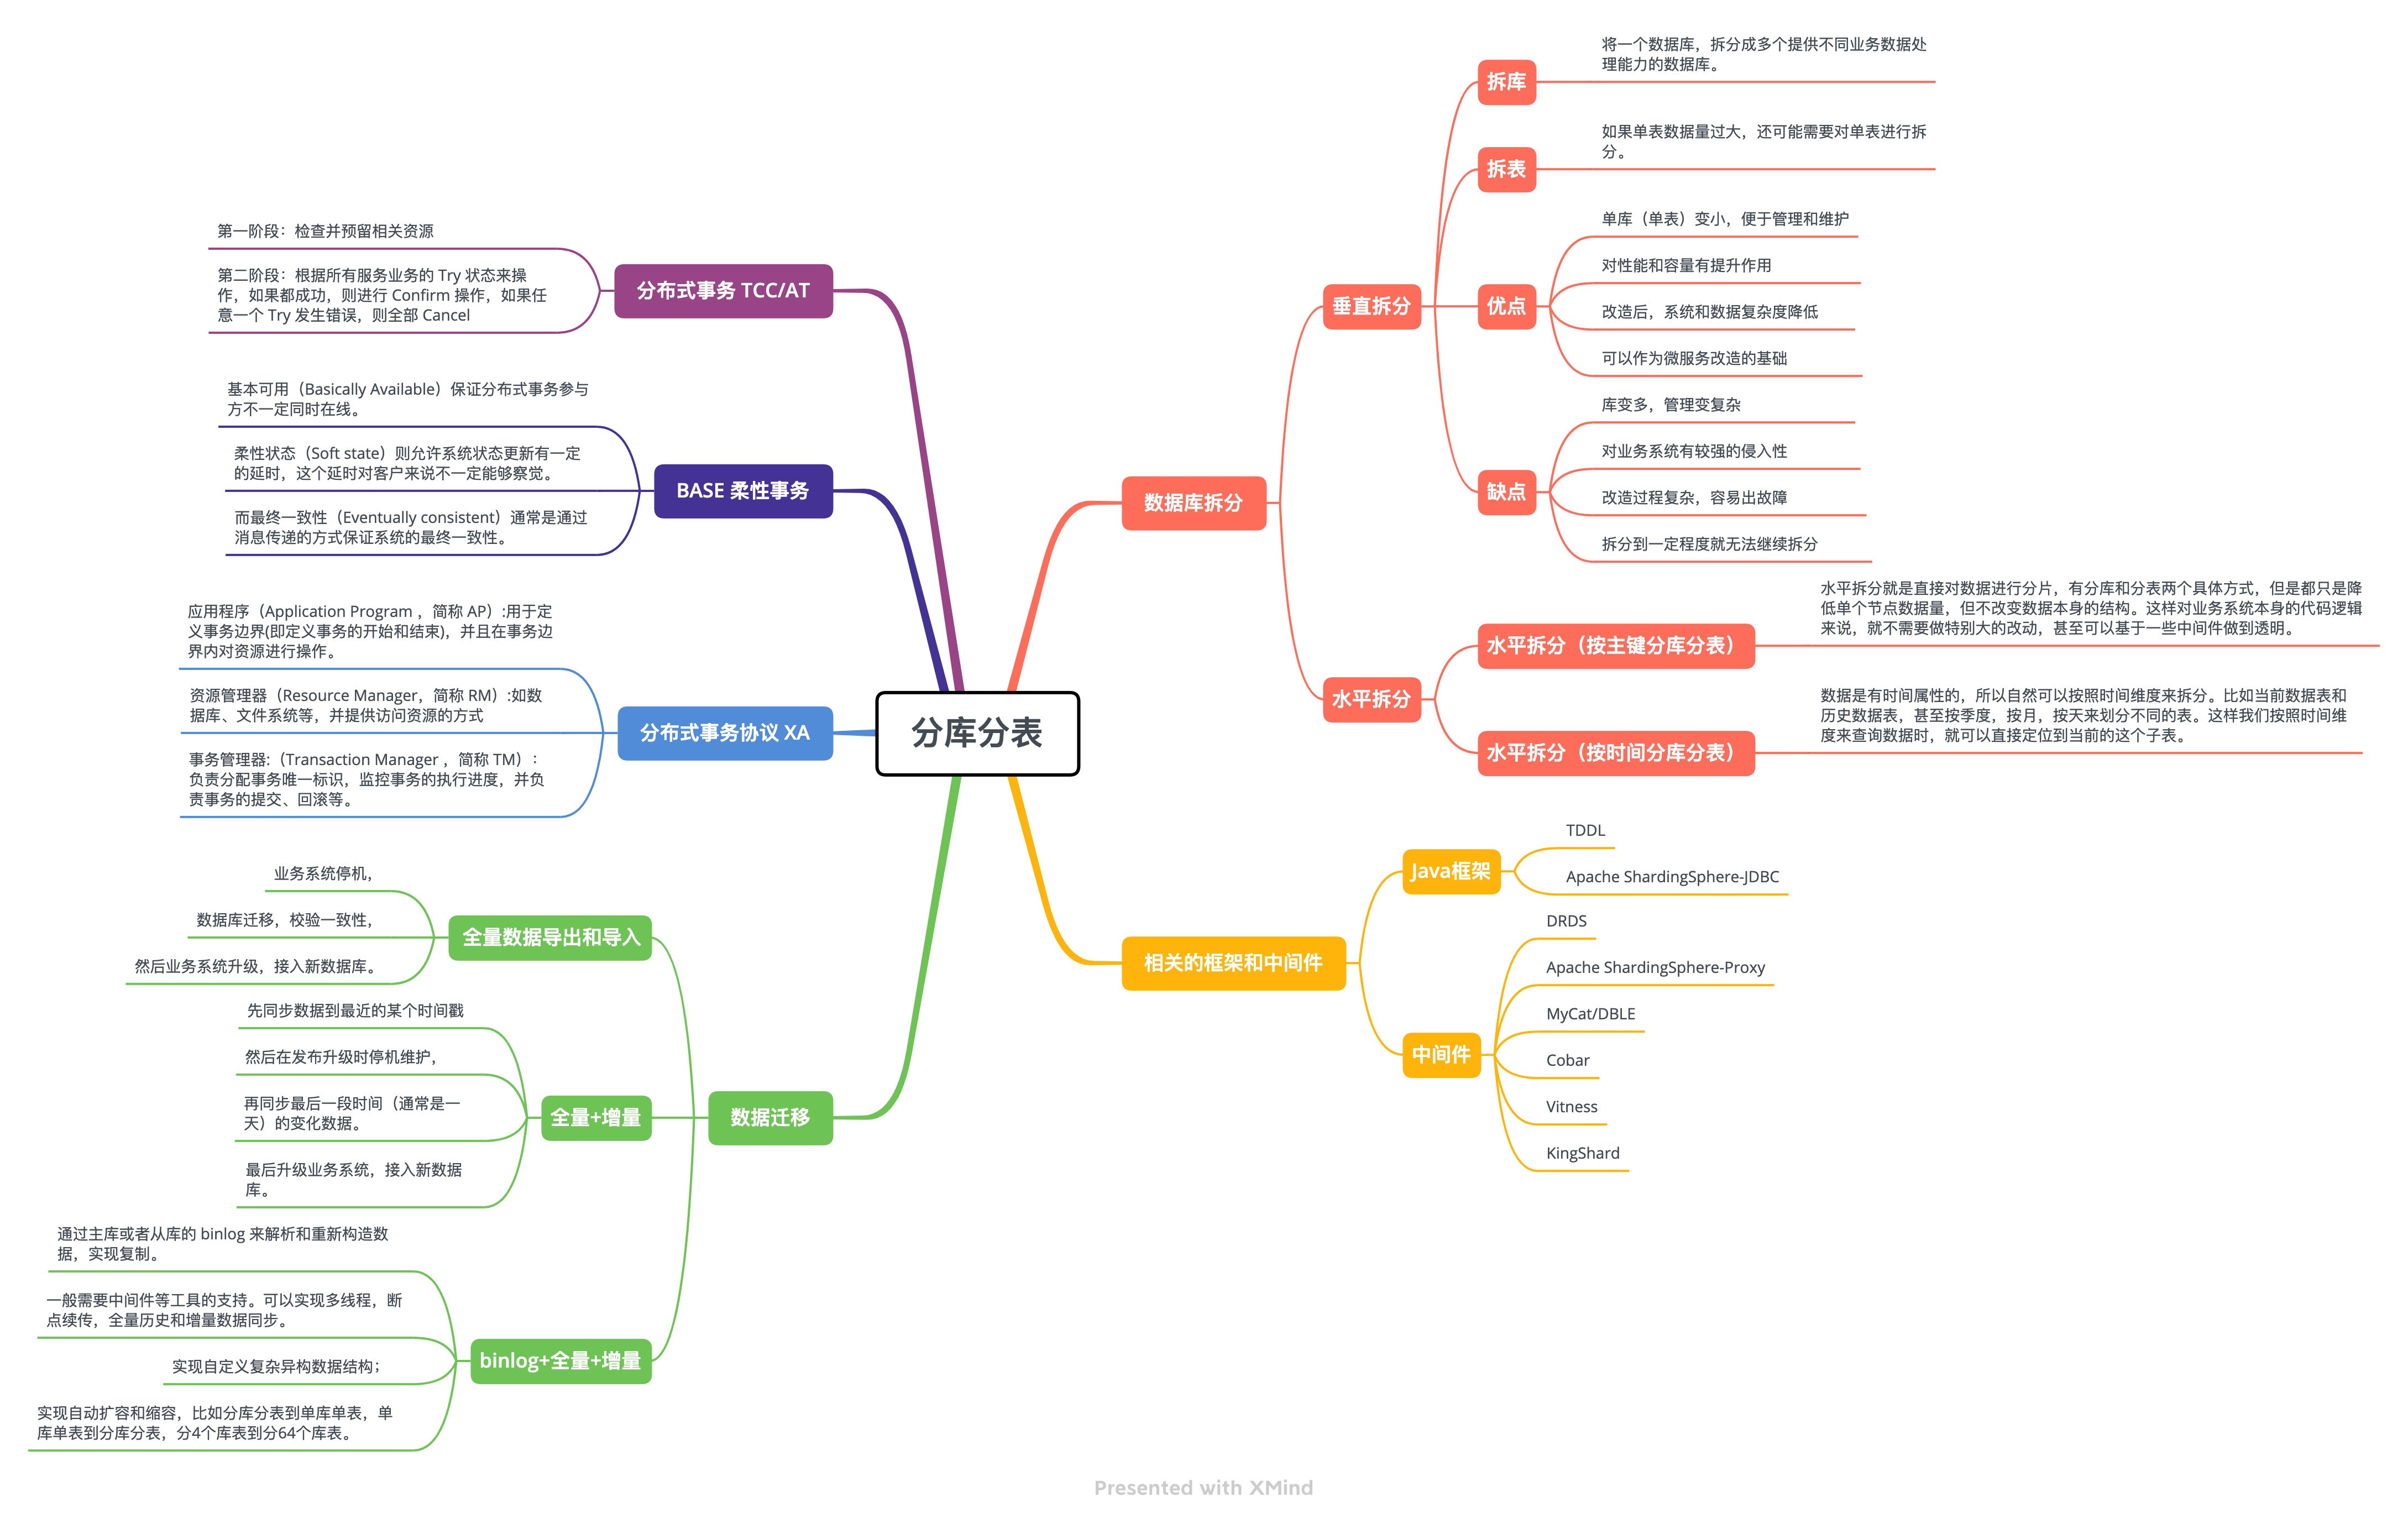 分库分表
数据库拆分
垂直拆分
拆库
将一个数据库，拆分成多个提供不同业务数据处
理能力的数据库。
拆表
如果单表数据量过大，还可能需要对单表进行拆
分。
优点
单库（单表）变小，便于管理和维护
对性能和容量有提升作用
改造后，系统和数据复杂度降低
可以作为微服务改造的基础
缺点
库变多，管理变复杂
对业务系统有较强的侵入性
改造过程复杂，容易出故障
拆分到一定程度就无法继续拆分
水平拆分
水平拆分（按主键分库分表）
水平拆分就是直接对数据进行分片，有分库和分表两个具体方式，但是都只是降
低单个节点数据量，但不改变数据本身的结构。这样对业务系统本身的代码逻辑
来说，就不需要做特别大的改动，甚至可以基于一些中间件做到透明。
水平拆分（按时间分库分表）
数据是有时间属性的，所以自然可以按照时间维度来拆分。比如当前数据表和
历史数据表，甚至按季度，按月，按天来划分不同的表。这样我们按照时间维
度来查询数据时，就可以直接定位到当前的这个子表。
相关的框架和中间件
Java框架
TDDL
Apache ShardingSphere-JDBC
中间件
DRDS
Apache ShardingSphere-Proxy
MyCat/DBLE
Cobar
Vitness
KingShard
分布式事务 TCC/AT
第一阶段：检查并预留相关资源
第二阶段：根据所有服务业务的 Try 状态来操
作，如果都成功，则进行 Confirm 操作，如果任
意一个 Try 发生错误，则全部 Cancel
BASE 柔性事务
基本可用（Basically Available）保证分布式事务参与
方不一定同时在线。
柔性状态（Soft state）则允许系统状态更新有一定
的延时，这个延时对客户来说不一定能够察觉。
而最终一致性（Eventually consistent）通常是通过
消息传递的方式保证系统的最终一致性。
分布式事务协议 XA
应用程序（Application Program ，简称 AP）:用于定
义事务边界(即定义事务的开始和结束)，并且在事务边
界内对资源进行操作。
资源管理器（Resource Manager，简称 RM）:如数
据库、文件系统等，并提供访问资源的方式
事务管理器:（Transaction Manager ，简称 TM）：
负责分配事务唯一标识，监控事务的执行进度，并负
责事务的提交、回滚等。
数据迁移
全量数据导出和导入
业务系统停机，
数据库迁移，校验一致性，
然后业务系统升级，接入新数据库。
全量+增量
先同步数据到最近的某个时间戳
然后在发布升级时停机维护，
再同步最后一段时间（通常是一
天）的变化数据。
最后升级业务系统，接入新数据
库。
binlog+全量+增量
通过主库或者从库的 binlog 来解析和重新构造数
据，实现复制。
一般需要中间件等工具的支持。可以实现多线程，断
点续传，全量历史和增量数据同步。
实现自定义复杂异构数据结构；
实现自动扩容和缩容，比如分库分表到单库单表，单
库单表到分库分表，分4个库表到分64个库表。
Presented with XMind